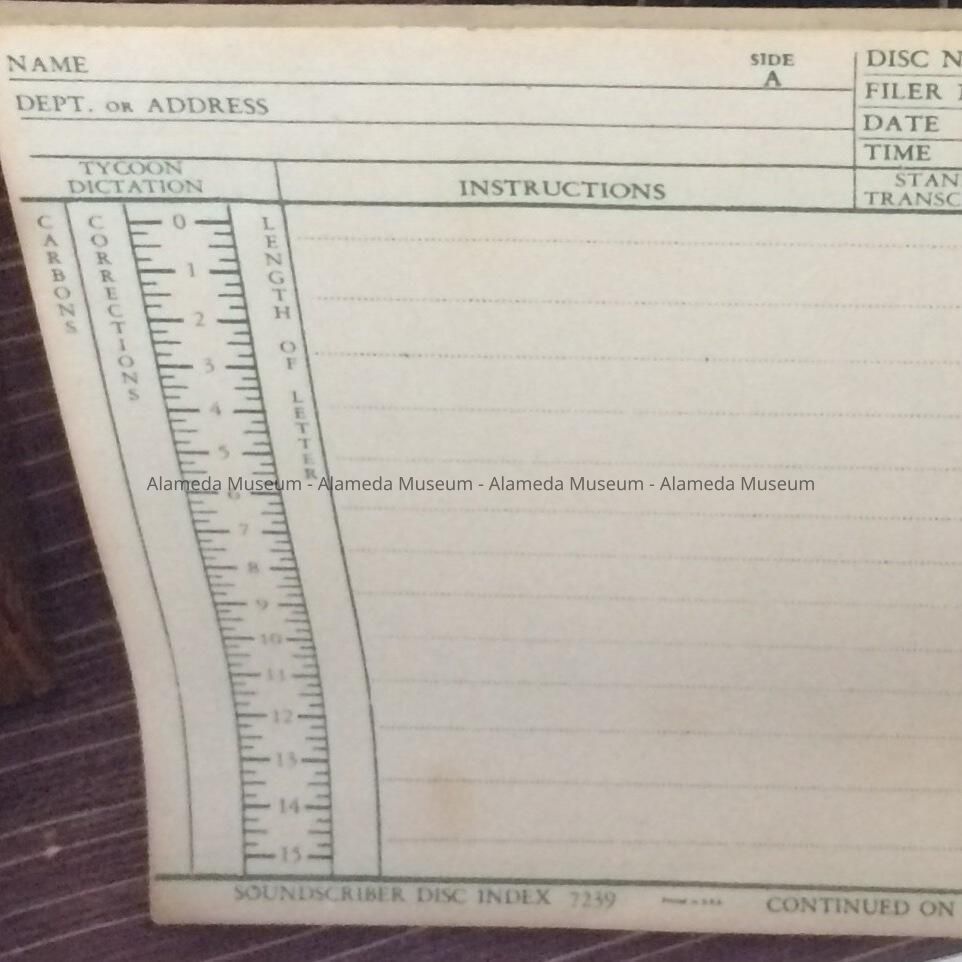 NAME
SIDE
A
DISC N
DEPT. OR ADDRESS
FILER
DATE
TIME
TYCOON
DICTATION
INSTRUCTIONS
STAN
TRANSC
CARBONS
CORRECTIONS
0
1
2
3
4
5
6
7
8
9
10
11
12
13
14
15
LENGTH OF LETTER
Alameda Museum - Alameda Museum - Alameda Museum - Alameda Museum
SOUNDSCRIBER DISC INDEX 7239
CONTINUED ON